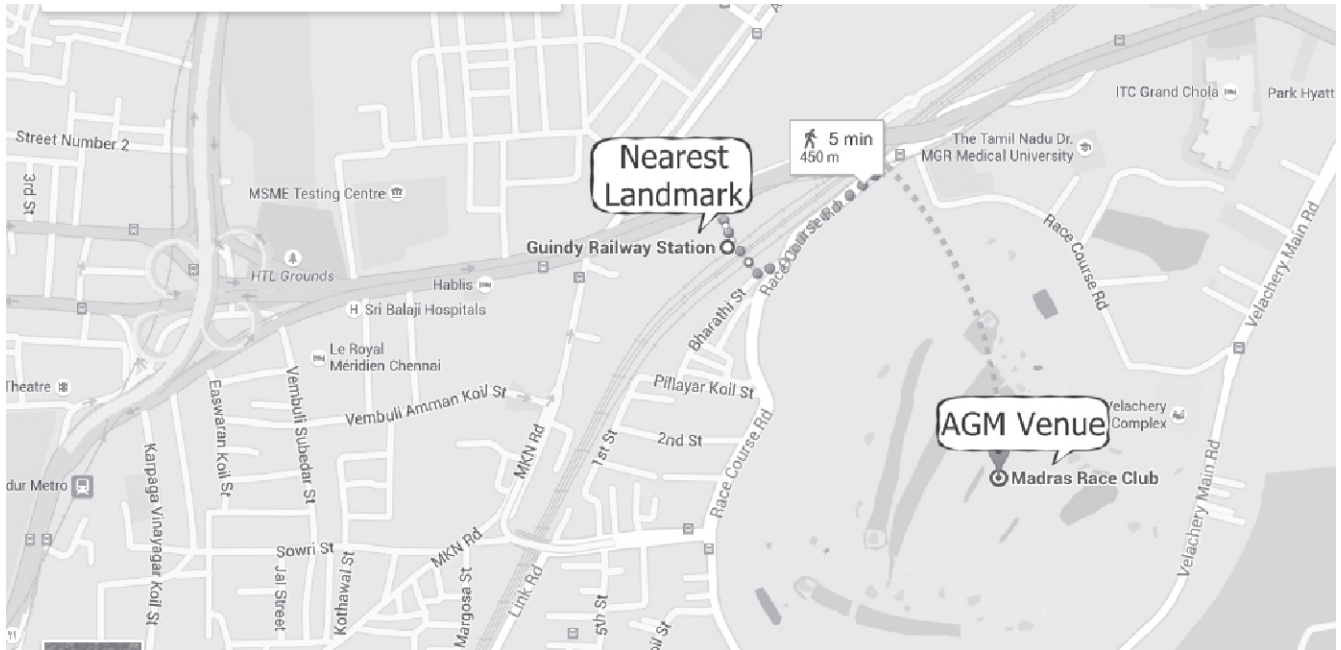 Street Number 2
3rd St
MSME Testing Centre
HTL Grounds
Nearest
Landmark
Guindy Railway Station
5 min
450 m
The Tamil Nadu Dr.
MGR Medical University
ITC Grand Chola
Park Hyatt
Hablis
Sri Balaji Hospitals
Le Royal
Méridien Chennai
Theatre
Easwaran Koil St
Vembuli Subedar St
Vembuli Amman Koil St
Karpaga Vinayagar Koil St
dur Metro
Sowri St
Jal Street
Kothawal St
MKN Rd
MKN Rd
Margosa St
Link Rd
1st St
5th St
oil St
Bharathi St
Pillayar Koil St
2nd St
Race Course Rd
Race Course Rd
Race Course Rd
Velachery Main Rd
Velachery Main Rd
Velachery
Complex
AGM Venue
Madras Race Club
H